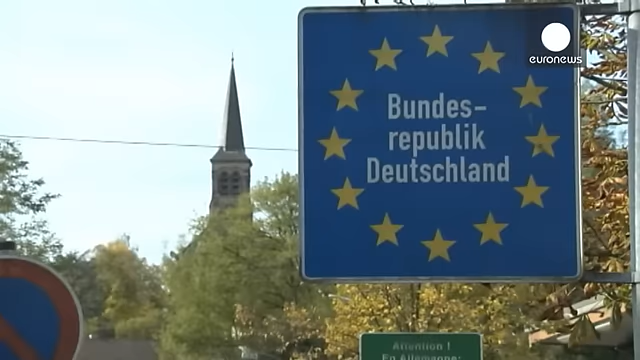 euronews
Bundes-
republik
Deutschland
Attention !
En Allemagne: